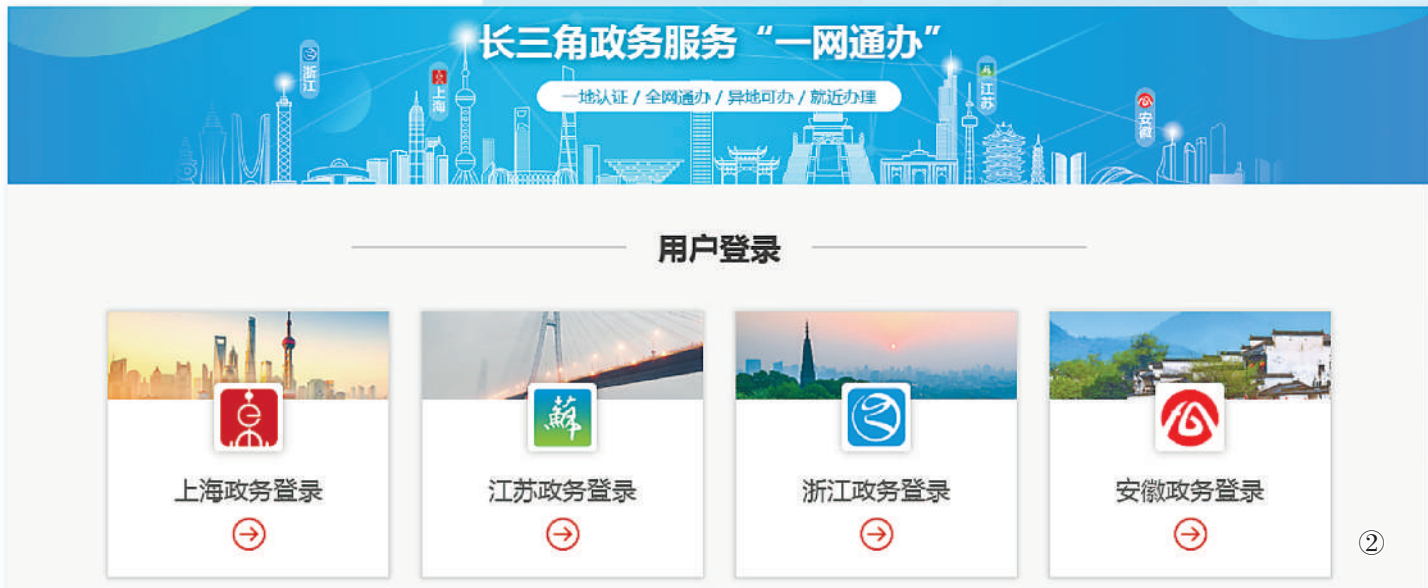 长三角政务服务“一网通办”
一地认证 / 全网通办 / 异地可办 / 就近办理
浙江
上海
江苏
安徽
用户登录
蘇
上海政务登录
江苏政务登录
浙江政务登录
安徽政务登录
②